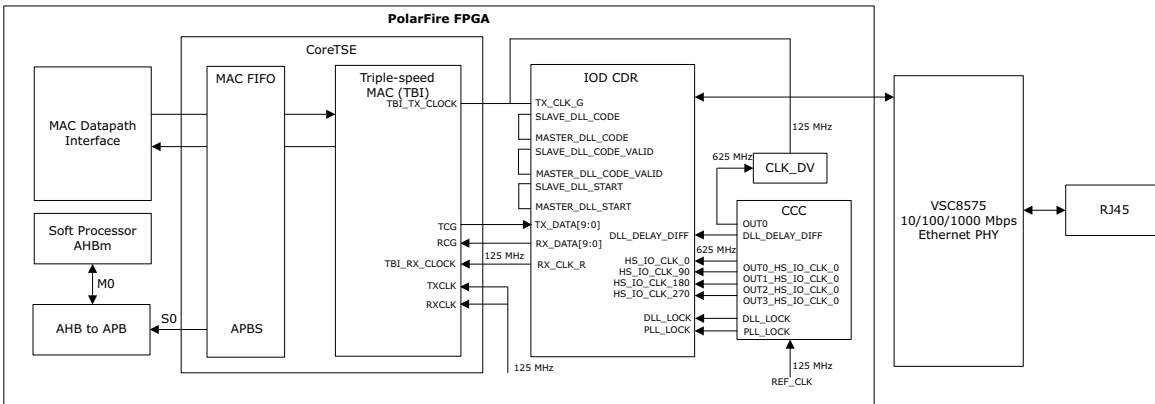 PolarFire FPGA
CoreTSE
MAC Datapath
Interface
Soft Processor
AHBm
M0
AHB to APB
S0
MAC FIFO
APBS
Triple-speed
MAC (TBI)
TBI_TX_CLOCK
TCG
RCG
TBI_RX_CLOCK
TXCLK
RXCLK
125 MHz
125 MHz
IOD CDR
TX_CLK_G
SLAVE_DLL_CODE
MASTER_DLL_CODE
SLAVE_DLL_CODE_VALID
MASTER_DLL_CODE_VALID
SLAVE_DLL_START
MASTER_DLL_START
TX_DATA[9:0]
RX_DATA[9:0]
RX_CLK_R
DLL_DELAY_DIFF
HS_IO_CLK_0
HS_IO_CLK_90
HS_IO_CLK_180
HS_IO_CLK_270
DLL_LOCK
PLL_LOCK
125 MHz
625 MHz
CLK_DV
CCC
OUT0
DLL_DELAY_DIFF
625 MHz
OUT0_HS_IO_CLK_0
OUT1_HS_IO_CLK_0
OUT2_HS_IO_CLK_0
OUT3_HS_IO_CLK_0
DLL_LOCK
PLL_LOCK
125 MHz
REF_CLK
VSC8575
10/100/1000 Mbps
Ethernet PHY
RJ45